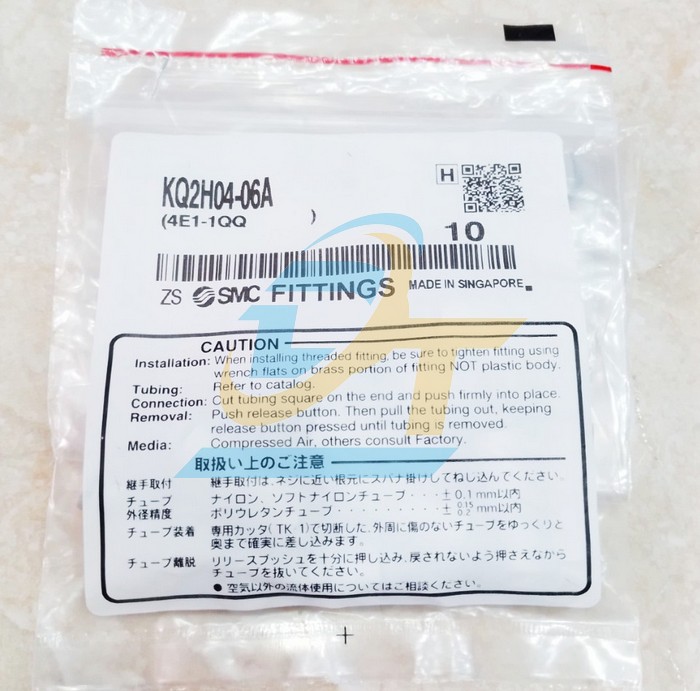 H
KQ2H04-06A
(4E1-1QQ )
10
ZS SMC FITTINGS MADE IN SINGAPORE.
CAUTION
Installation: When installing threaded fitting, be sure to tighten fitting using
wrench flats on brass portion of fitting NOT plastic body.
Tubing: Refer to catalog.
Connection: Cut tubing square on the end and push firmly into place.
Removal: Push release button. Then pull the tubing out, keeping
release button pressed until tubing is removed.
Media: Compressed Air, others consult Factory.
取扱い上のご注意
継手取付 継手取付は、ネジに近い根元にスパナ掛けしてねじ込んてください。
チューブ ナイロン、ソフトナイロンチューブ・・・±0.1mm以内
外径精度 ポリウレタンチューブ・・・・・・・・・±0.15 0.2mm以内
チューブ装着 専用カッタ(TK-1)で切断した、外周に傷のないチューブをゆっくりと
奥まで確実に差し込みます。
チューブ離脱 リリースブッシュを十分に押し込み、戻されないよう押さえながら
チューブを抜いてください。
●空気以外の流体使用についてはご相談ください。